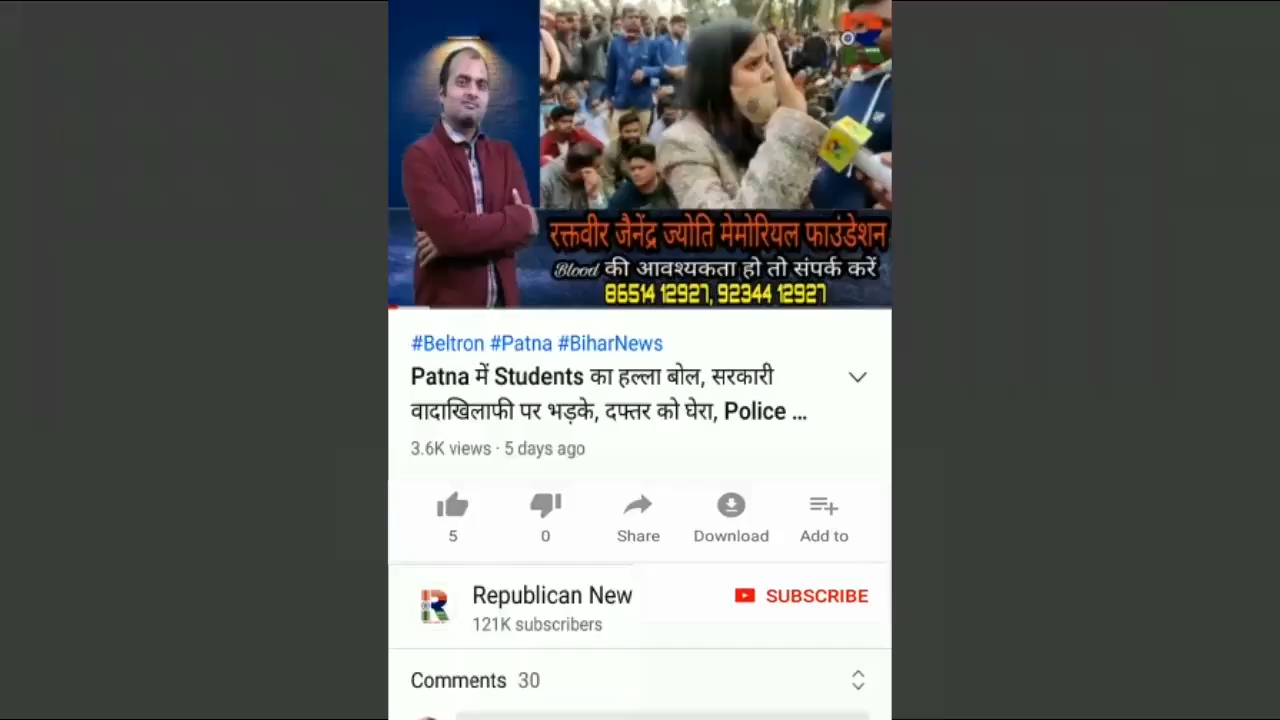 रक्तवीर जैनेंद्र ज्योति मेमोरियल फाउंडेशन
Blood की आवश्यकता हो तो संपर्क करें
86514 12927, 92344 12927
#Beltron #Patna #BiharNews
Patna में Students का हल्ला बोल, सरकारी
वादाखिलाफी पर भड़के, दफ्तर को घेरा, Police ...
3.6K views · 5 days ago
5
0
Share
Download
Add to
Republican New
SUBSCRIBE
121K subscribers
Comments 30